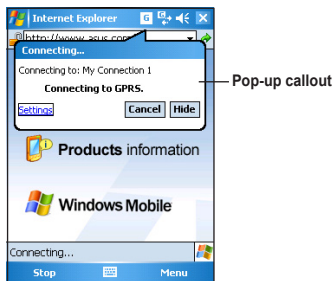 Internet Explorer G
http://www.asus.com
Connecting...
Connecting to: My Connection 1
Connecting to GPRS.
Settings Cancel Hide
Pop-up callout
Products information
Windows Mobile
Connecting...
Stop Menu